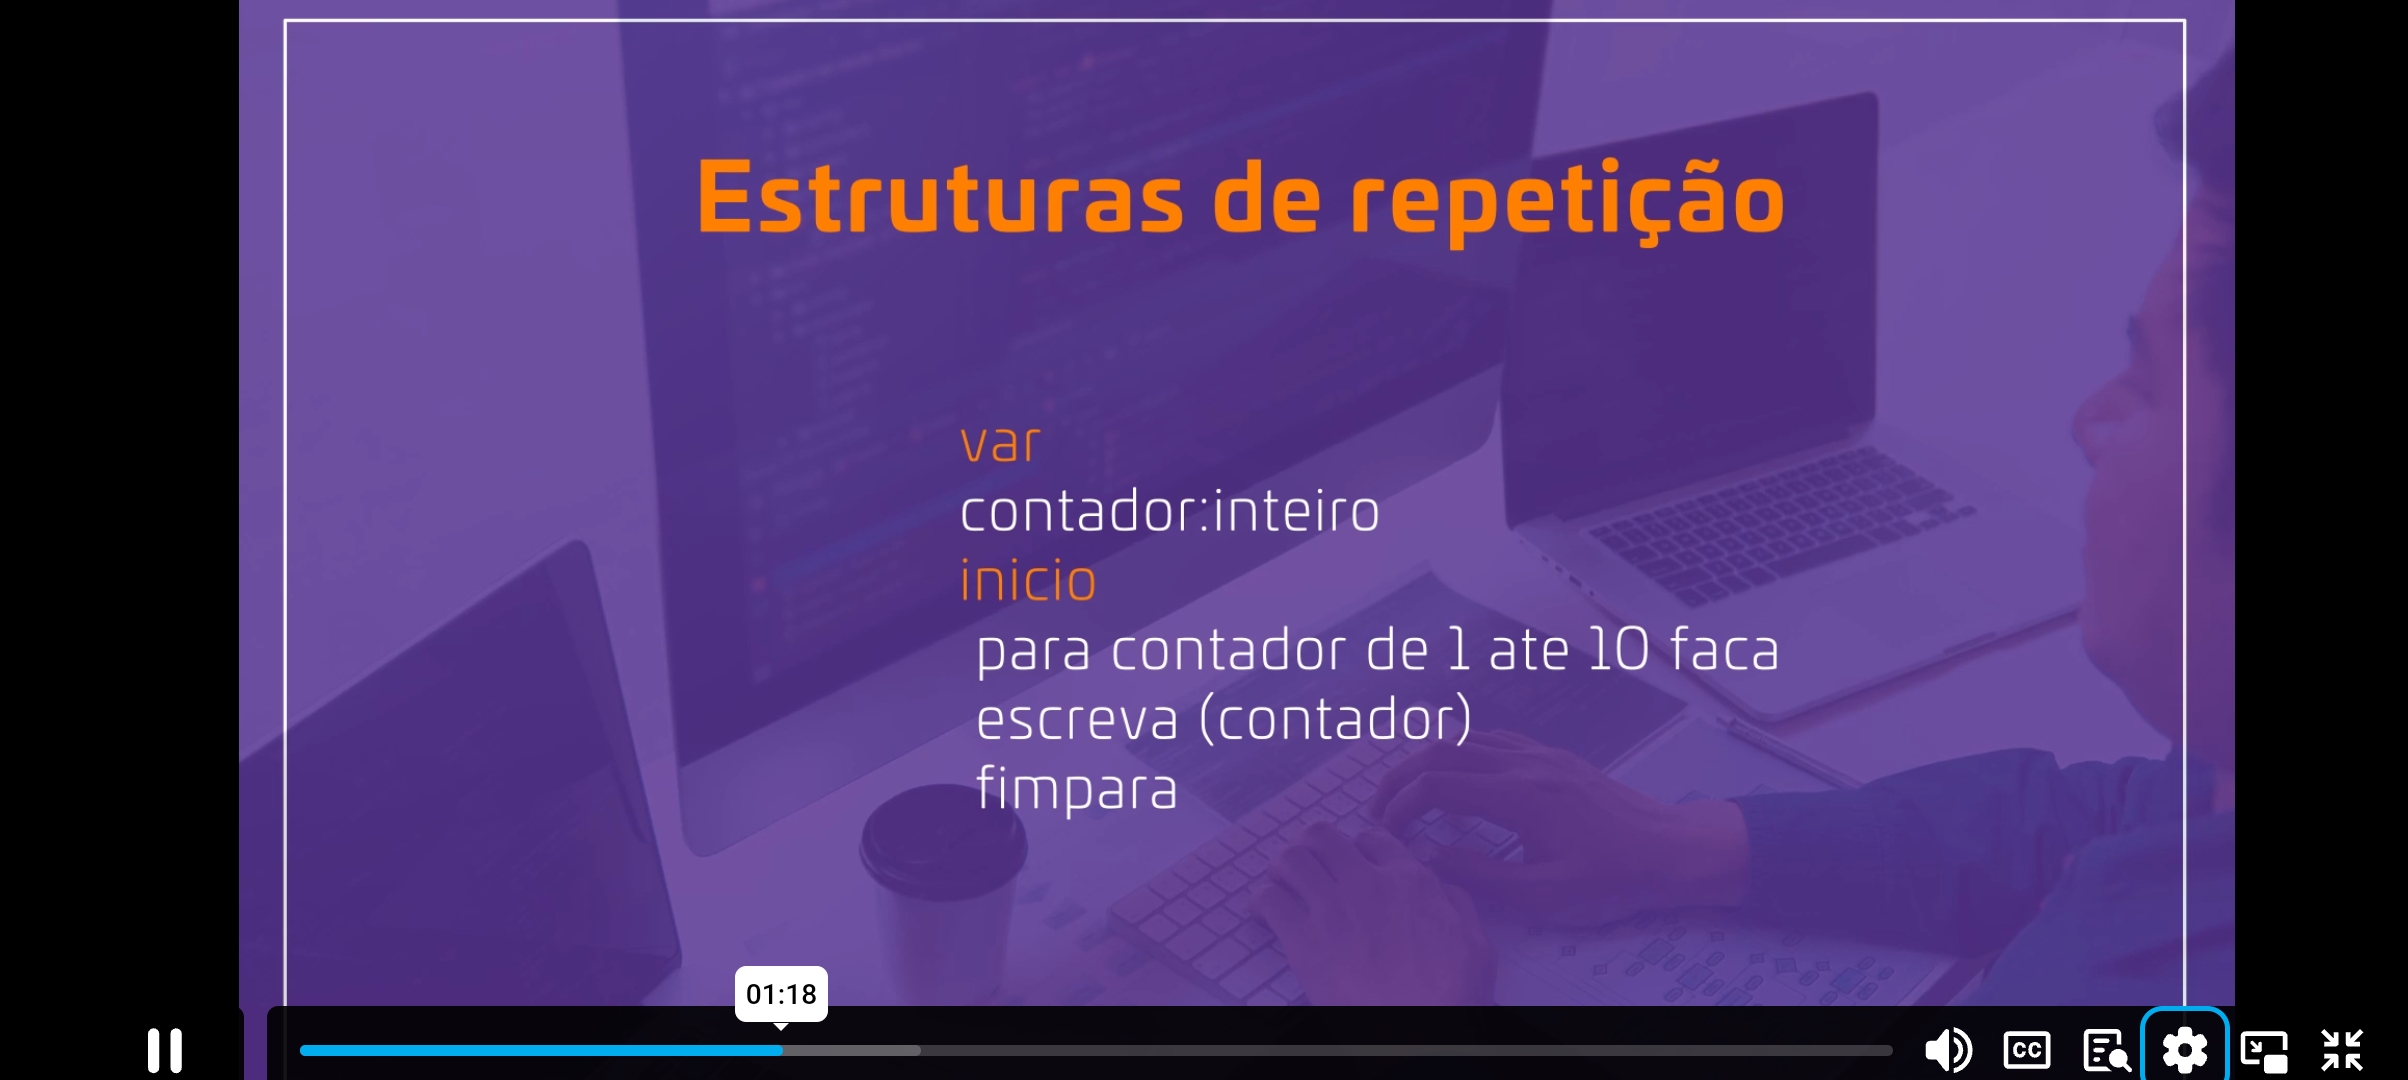 Estruturas de repetição
var
contador:inteiro
inicio
para contador de 1 ate 10 faca
escreva (contador)
fimpara
01:18
CC